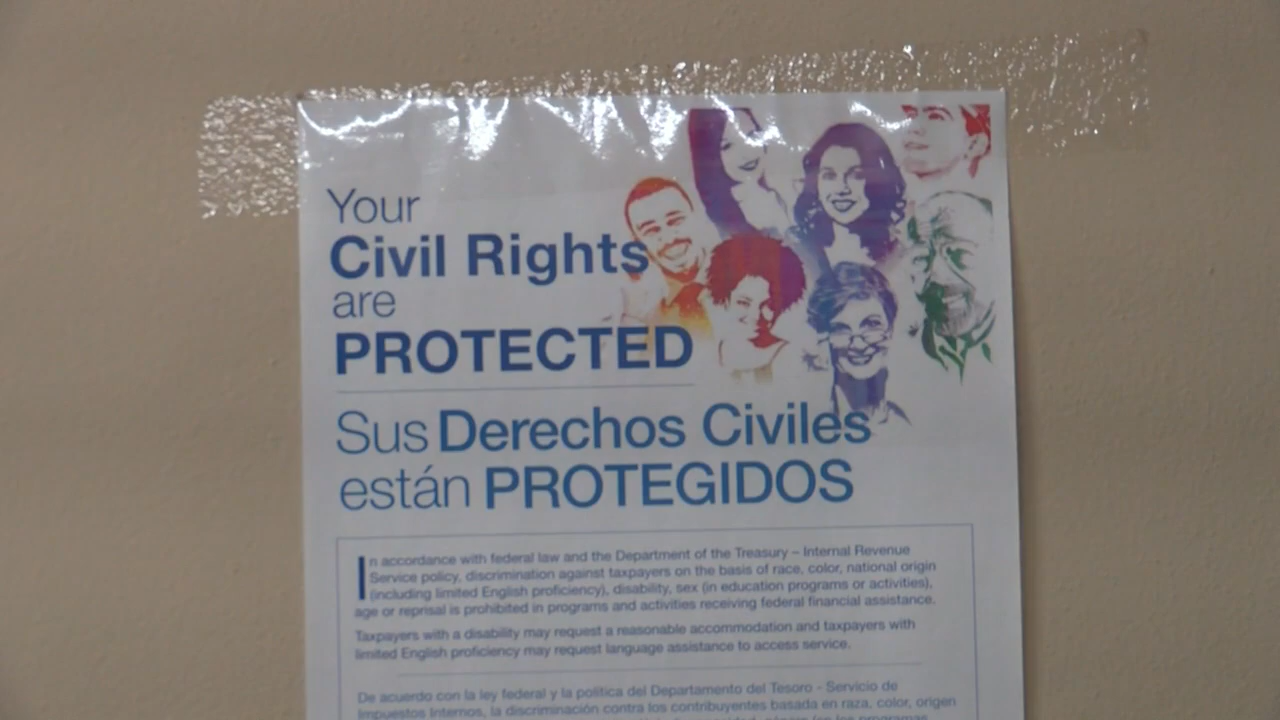 Your
Civil Rights
are
PROTECTED
Sus Derechos Civiles
están PROTEGIDOS
In accordance with federal law and the Department of the Treasury – Internal Revenue
Service policy, discrimination against taxpayers on the basis of race, color, national origin
(including limited English proficiency), disability, sex (in education programs or activities),
age or reprisal is prohibited in programs and activities receiving federal financial assistance.
Taxpayers with a disability may request a reasonable accommodation and taxpayers with
limited English proficiency may request language assistance to access service.
De acuerdo con la ley federal y la política del Departamento del Tesoro - Servicio de
Impuestos Internos, la discriminación contra los contribuyentes basada en raza, color, origen